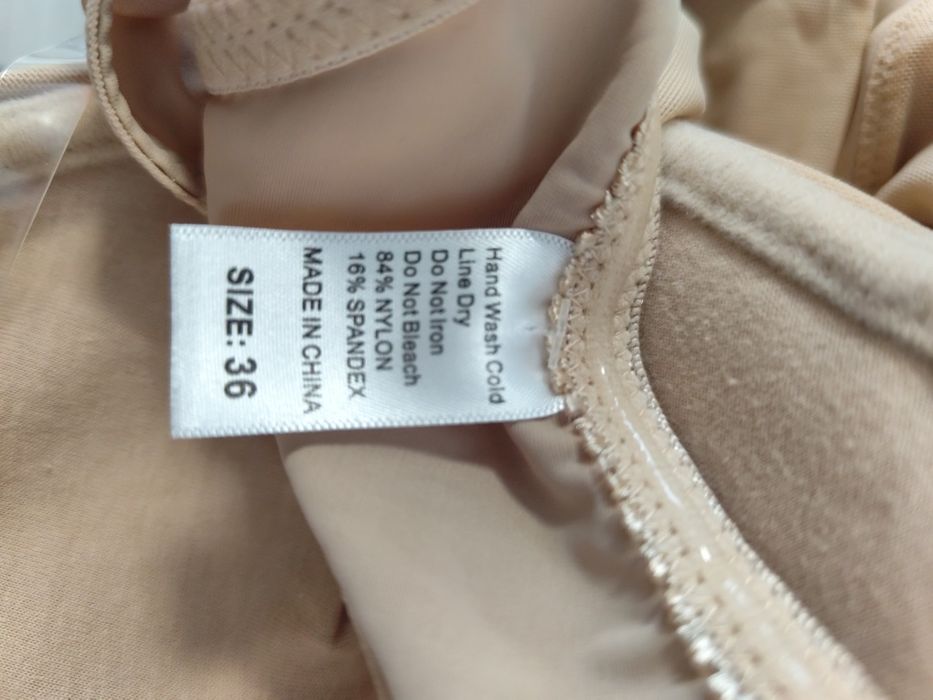 Hand Wash Cold
Line Dry
Do Not Iron
Do Not Bleach
84% NYLON
16% SPANDEX
MADE IN CHINA
SIZE: 36